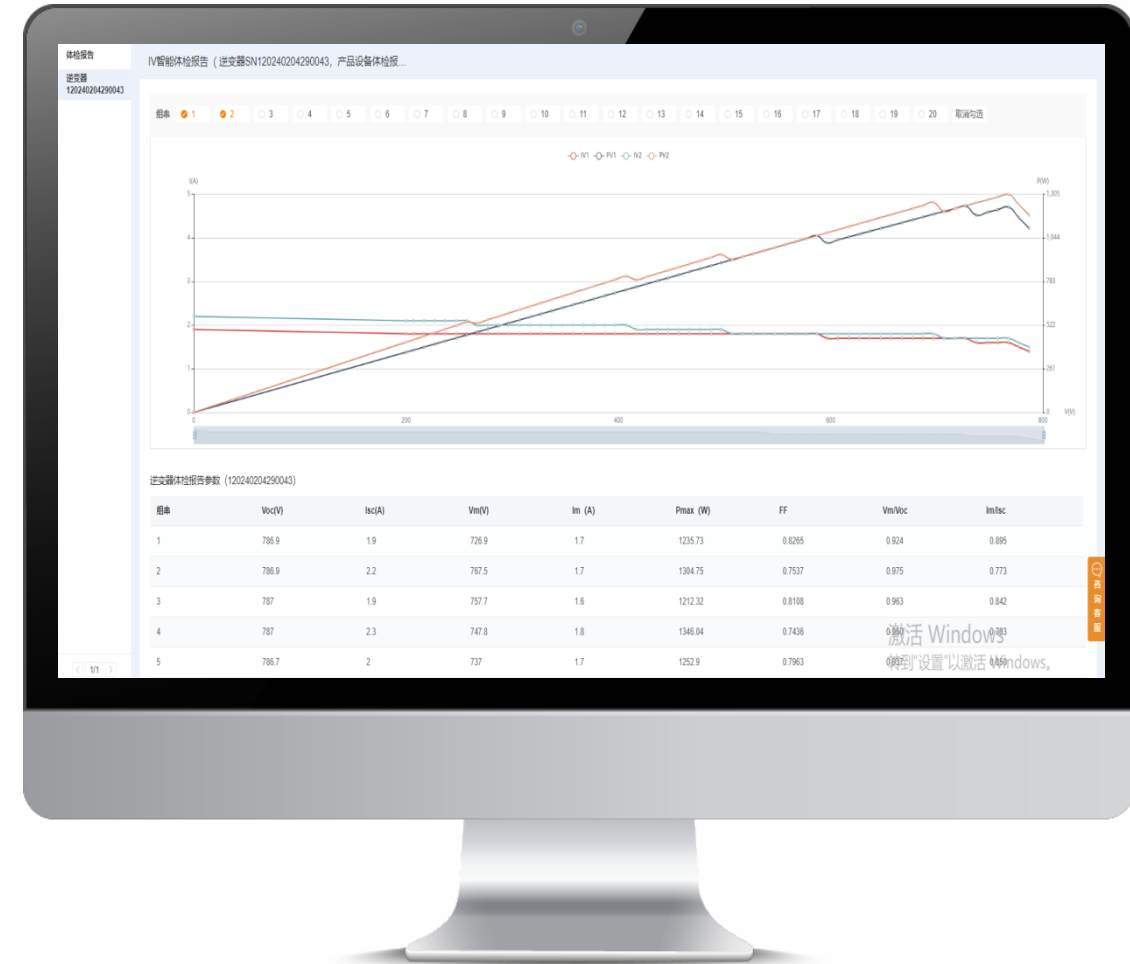 体检报告
逆变器
120240204290043
IV智能体检报告 ( 逆变器SN120240204290043, 产品设备体检报...
组串 1 2 3 4 5 6 7 8 9 10 11 12 13 14 15 16 17 18 19 20 取消勾选
IV1 PV1 IV2 PV2
I(A) P(W)
5 1,305
4 1,044
3 783
2 522
1 261
0 0 V(V)
0 200 400 600 800
逆变器体检报告参数 (120240204290043)
组串 Voc(V) Isc(A) Vm(V) Im (A) Pmax (W) FF Vm/Voc Im/Isc
1 786.9 1.9 726.9 1.7 1235.73 0.8265 0.924 0.895
2 786.9 2.2 767.5 1.7 1304.75 0.7537 0.975 0.773
3 787 1.9 757.7 1.6 1212.32 0.8108 0.963 0.842
4 787 2.3 747.8 1.8 1346.04 0.7436 0.950 0.783
5 786.7 2 737 1.7 1252.9 0.7963 0.937 0.850
激活 Windows
转到"设置"以激活 Windows。
咨询客服
1/1